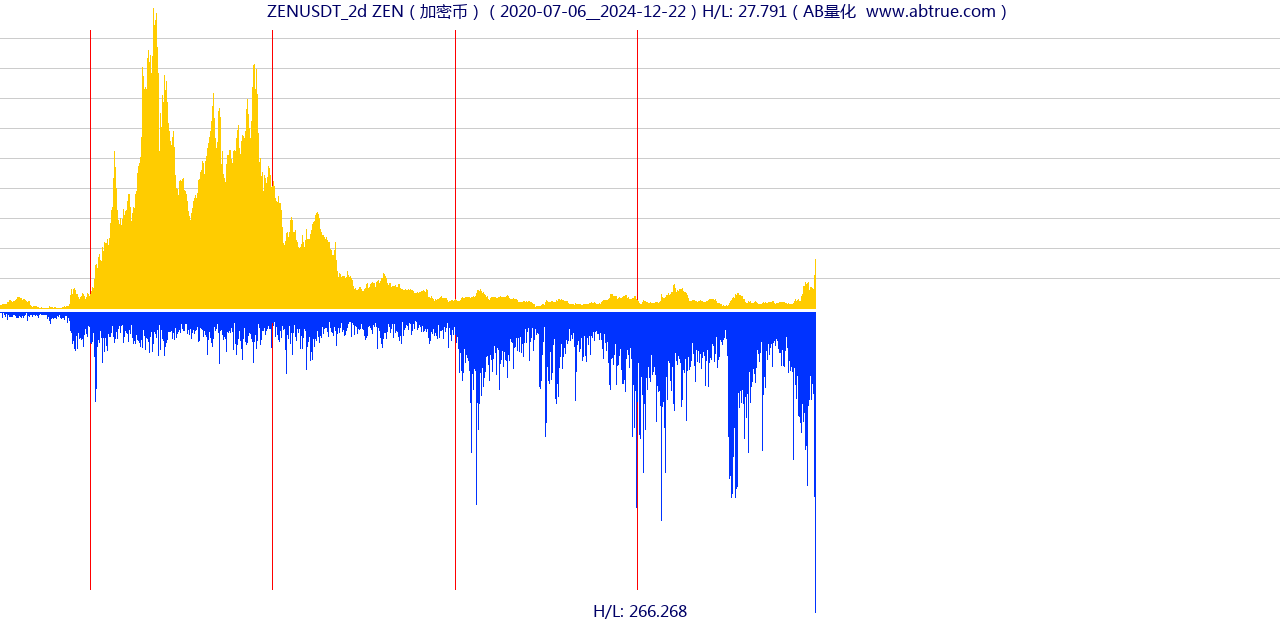 ZENUSDT_2d ZEN（加密币）（2020-07-06__2024-12-22）H/L: 27.791（AB量化  www.abtrue.com）
H/L: 266.268